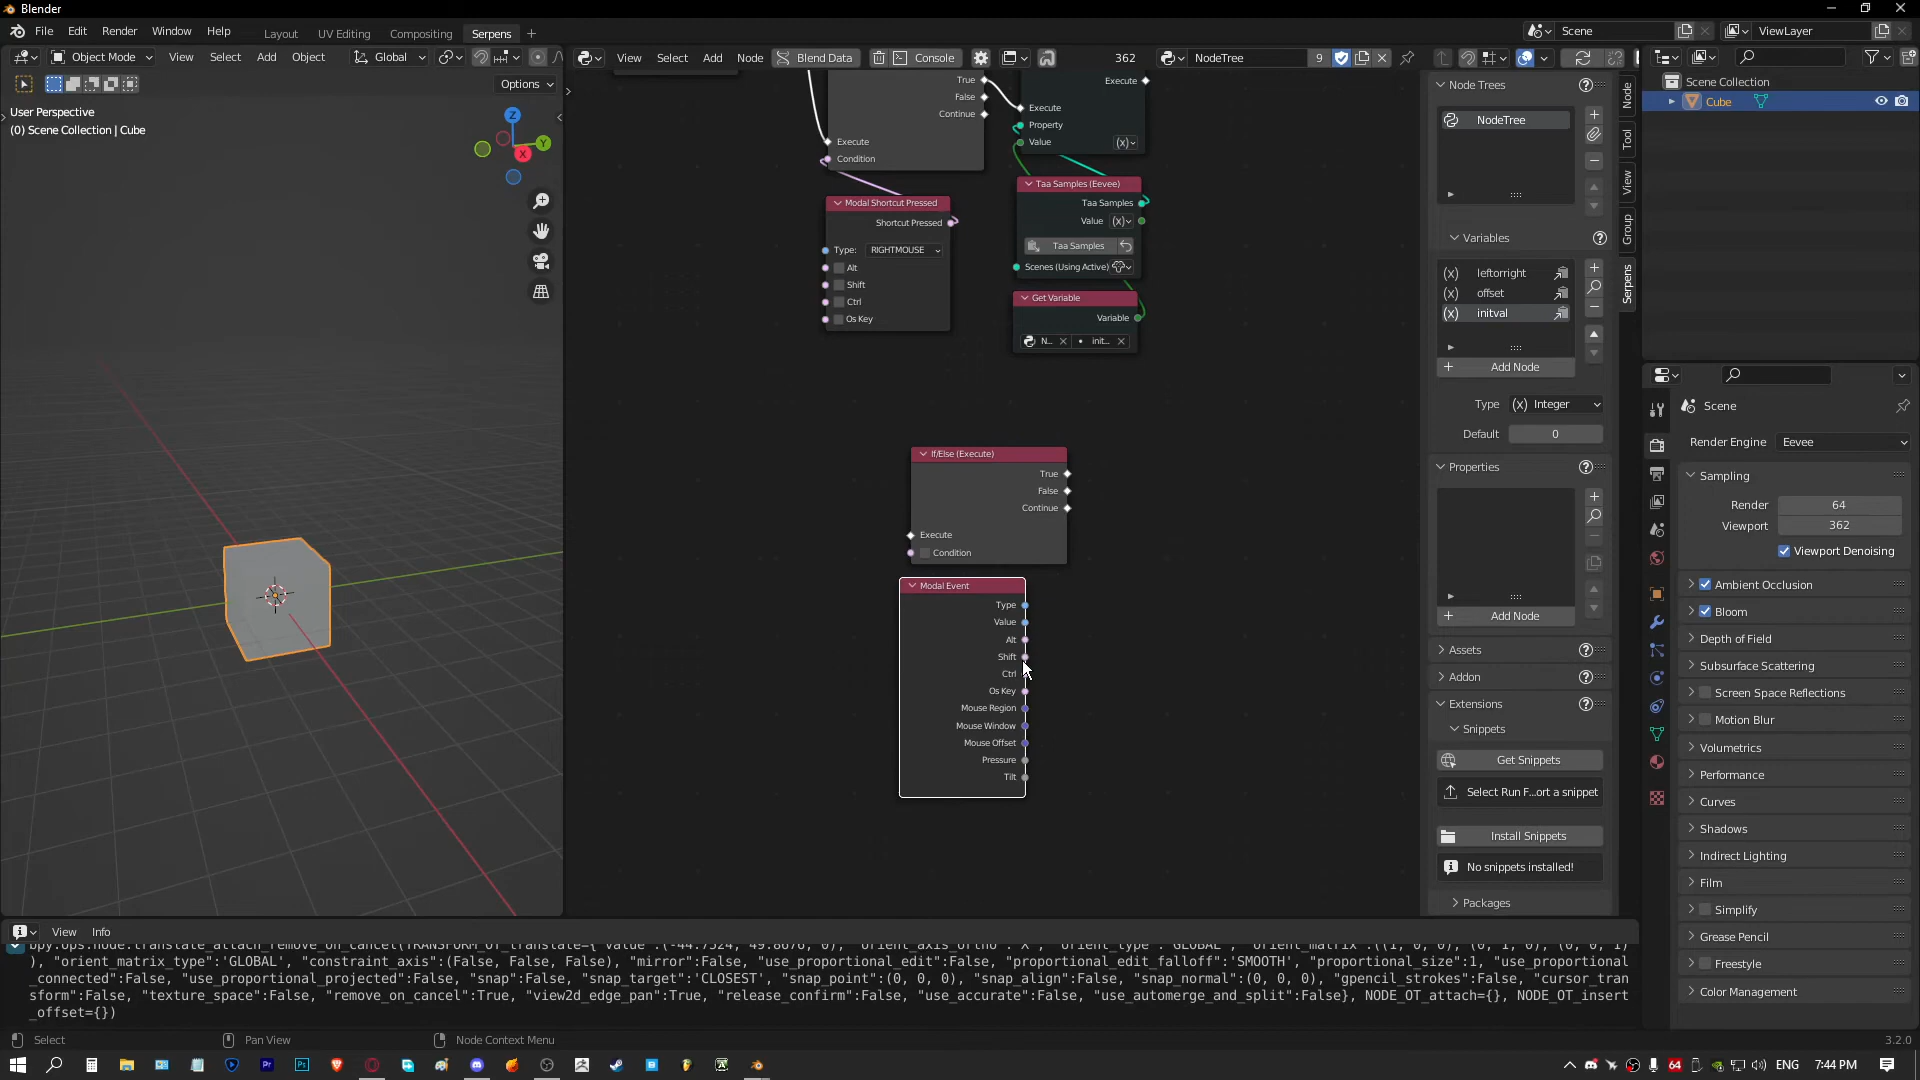 Blender
File Edit Render Window Help Layout UV Editing Compositing Serpens + Scene ViewLayer
Object Mode View Select Add Object Global
View Select Add Node Blend Data Console 362 NodeTree 9
Options
User Perspective
(0) Scene Collection | Cube
Z
Y
X
True
False
Continue
Execute
Condition
Execute
Execute
Property
Value (x)
Modal Shortcut Pressed
Shortcut Pressed
Type: RIGHTMOUSE
Alt
Shift
Ctrl
Os Key
Taa Samples (Eevee)
Taa Samples
Value (x)
Taa Samples
Scenes (Using Active)
Get Variable
Variable
N... init...
If/Else (Execute)
True
False
Continue
Execute
Condition
Modal Event
Type
Value
Alt
Shift
Ctrl
Os Key
Mouse Region
Mouse Window
Mouse Offset
Pressure
Tilt
Node Trees
NodeTree
Variables
(x) leftorright
(x) offset
(x) initval
+ Add Node
Type (x) Integer
Default 0
Properties
+ Add Node
Assets
Addon
Extensions
Snippets
Get Snippets
Select Run F...ort a snippet
Install Snippets
No snippets installed!
Packages
Node
Tool
View
Group
Serpens
Scene Collection
Cube
Scene
Render Engine Eevee
Sampling
Render 64
Viewport 362
Viewport Denoising
Ambient Occlusion
Bloom
Depth of Field
Subsurface Scattering
Screen Space Reflections
Motion Blur
Volumetrics
Performance
Curves
Shadows
Indirect Lighting
Film
Simplify
Grease Pencil
Freestyle
Color Management
View Info
), "orient_matrix_type":'GLOBAL', "constraint_axis":(False, False, False), "mirror":False, "use_proportional_edit":False, "proportional_edit_falloff":'SMOOTH', "proportional_size":1, "use_proportional
_connected":False, "use_proportional_projected":False, "snap":False, "snap_target":'CLOSEST', "snap_point":(0, 0, 0), "snap_align":False, "snap_normal":(0, 0, 0), "gpencil_strokes":False, "cursor_tran
sform":False, "texture_space":False, "remove_on_cancel":True, "view2d_edge_pan":True, "release_confirm":False, "use_accurate":False, "use_automerge_and_split":False}, NODE_OT_attach={}, NODE_OT_insert
_offset={})
Select Pan View Node Context Menu 3.2.0
ENG 7:44 PM